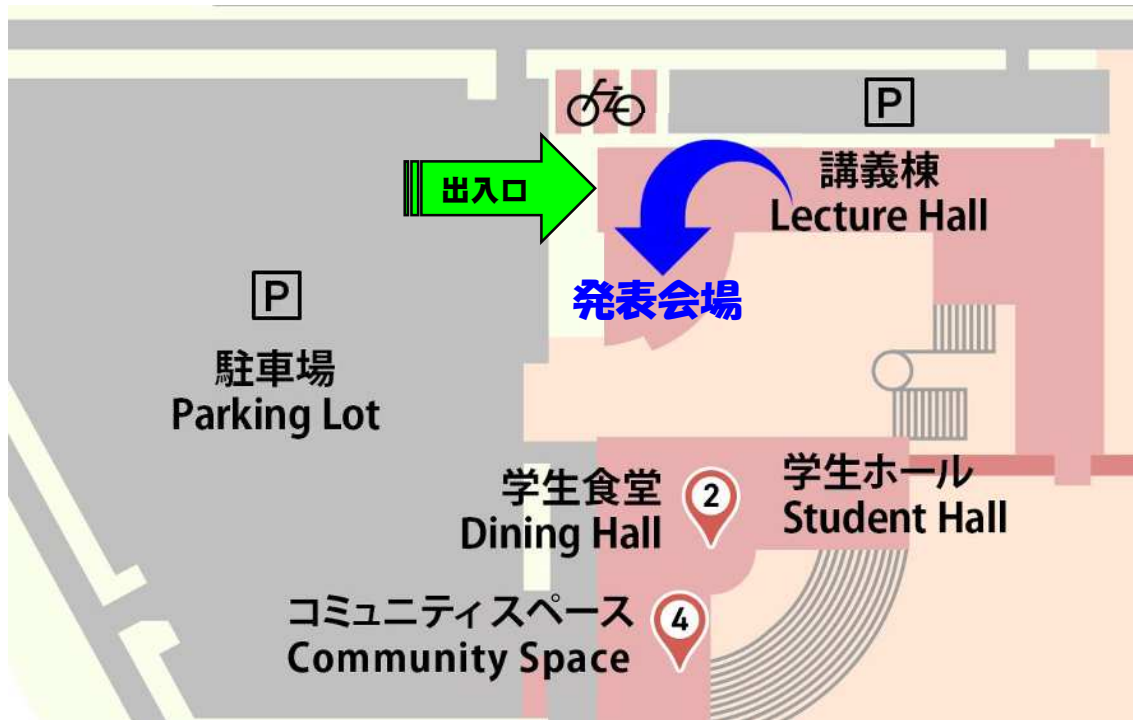 P
講義棟
Lecture Hall
出入口
発表会場
P
駐車場
Parking Lot
学生食堂
Dining Hall
2
学生ホール
Student Hall
コミュニティスペース
Community Space
4